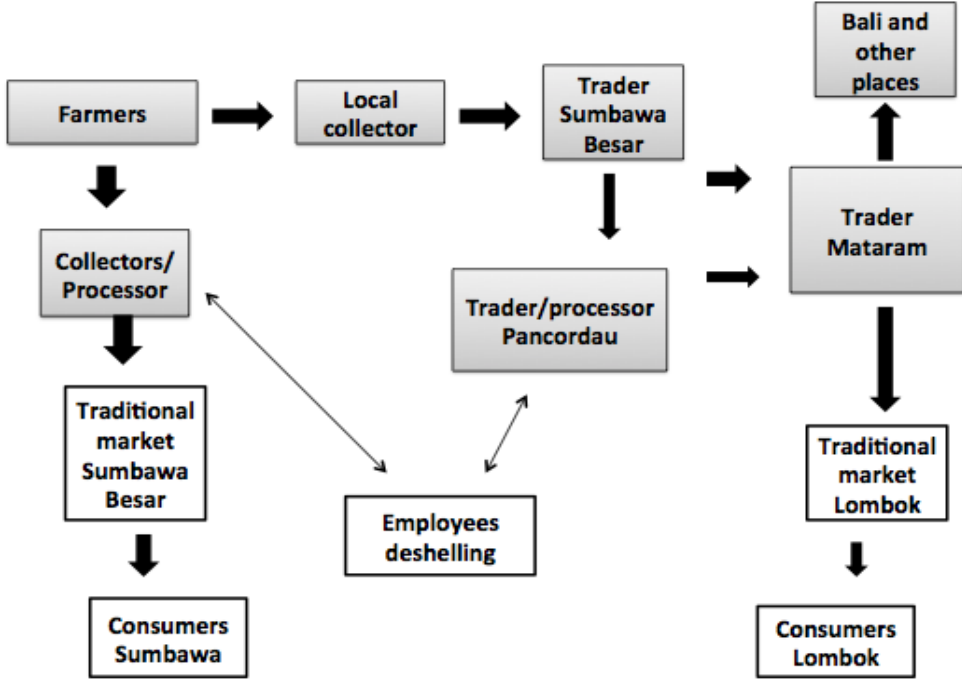 Bali and
other
places
Farmers
Local
collector
Trader
Sumbawa
Besar
Trader
Mataram
Collectors/
Processor
Trader/processor
Pancordau
Traditional
market
Sumbawa
Besar
Employees
deshelling
Traditional
market
Lombok
Consumers
Sumbawa
Consumers
Lombok